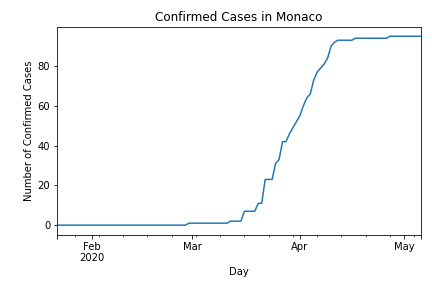 Confirmed Cases in Monaco
Number of Confirmed Cases
80
60
40
20
0
Feb Mar Apr May
2020
Day